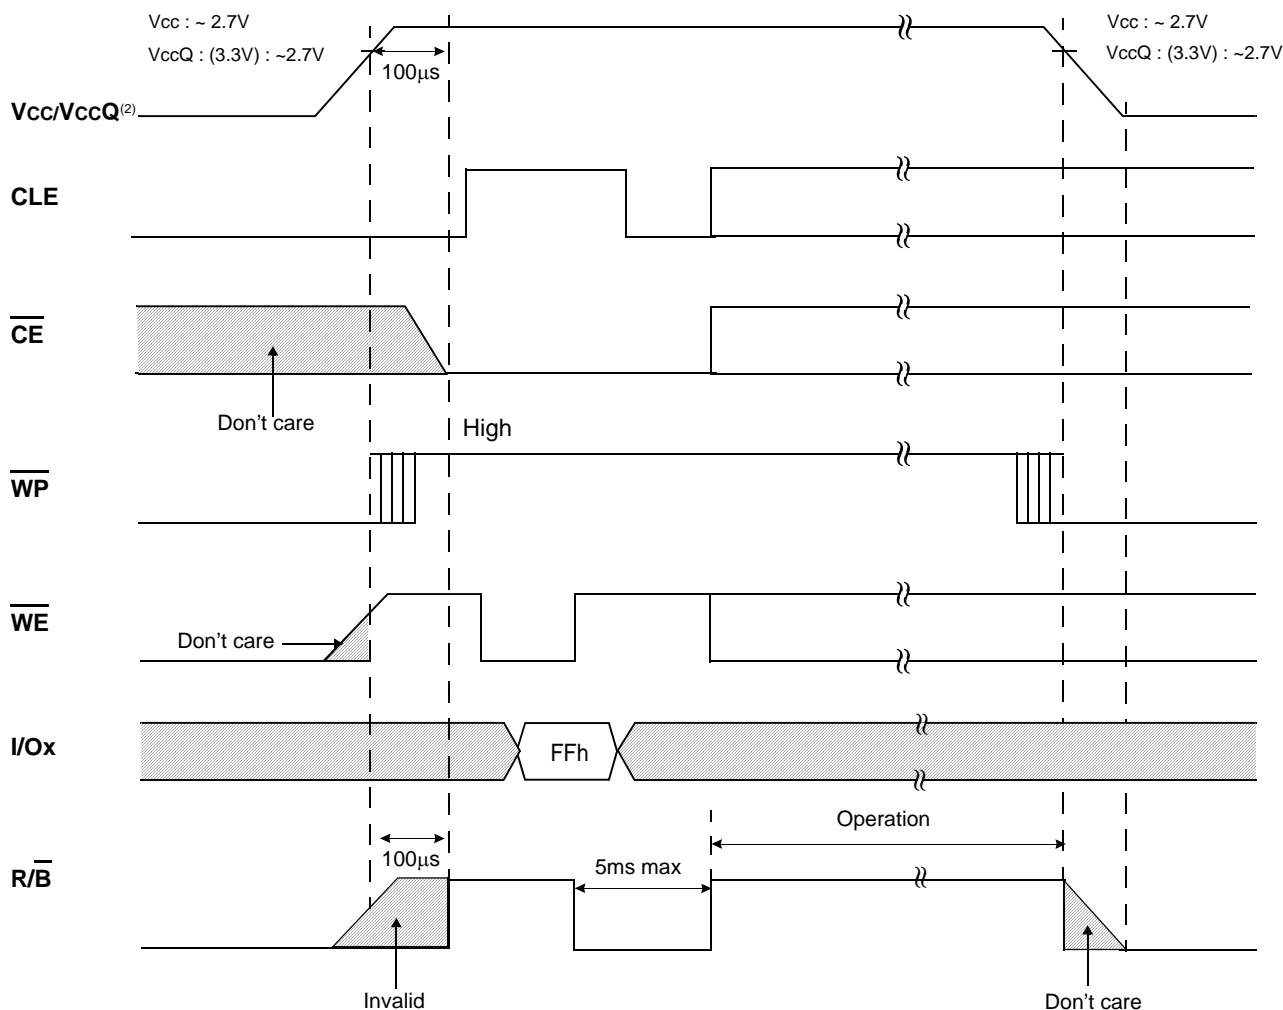 Vcc : ~ 2.7V
VccQ : (3.3V) : ~2.7V
100µs
Vcc : ~ 2.7V
VccQ : (3.3V) : ~2.7V
Vcc/VccQ(2)
CLE
CE
Don't care
High
WP
WE
Don't care
I/Ox
FFh
Operation
100µs
5ms max
R/B
Invalid
Don't care